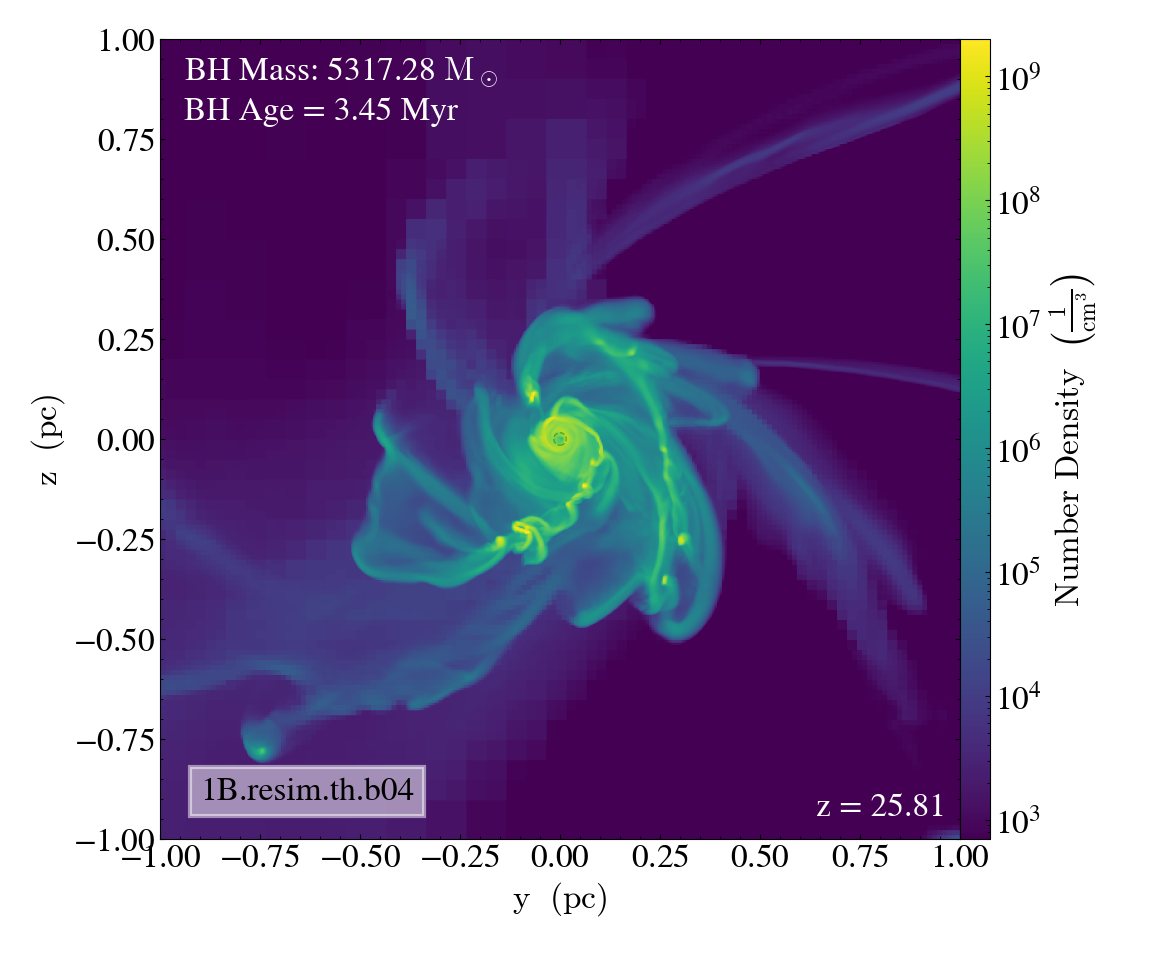 BH Mass: 5317.28 M⊙
BH Age = 3.45 Myr
1.00
0.75
0.50
0.25
0.00
−0.25
−0.50
−0.75
−1.00
z (pc)
1B.resim.th.b04
z = 25.81
−1.00 −0.75 −0.50 −0.25 0.00 0.25 0.50 0.75 1.00
y (pc)
10⁹
10⁸
10⁷
10⁶
10⁵
10⁴
10³
Number Density (1/cm³)